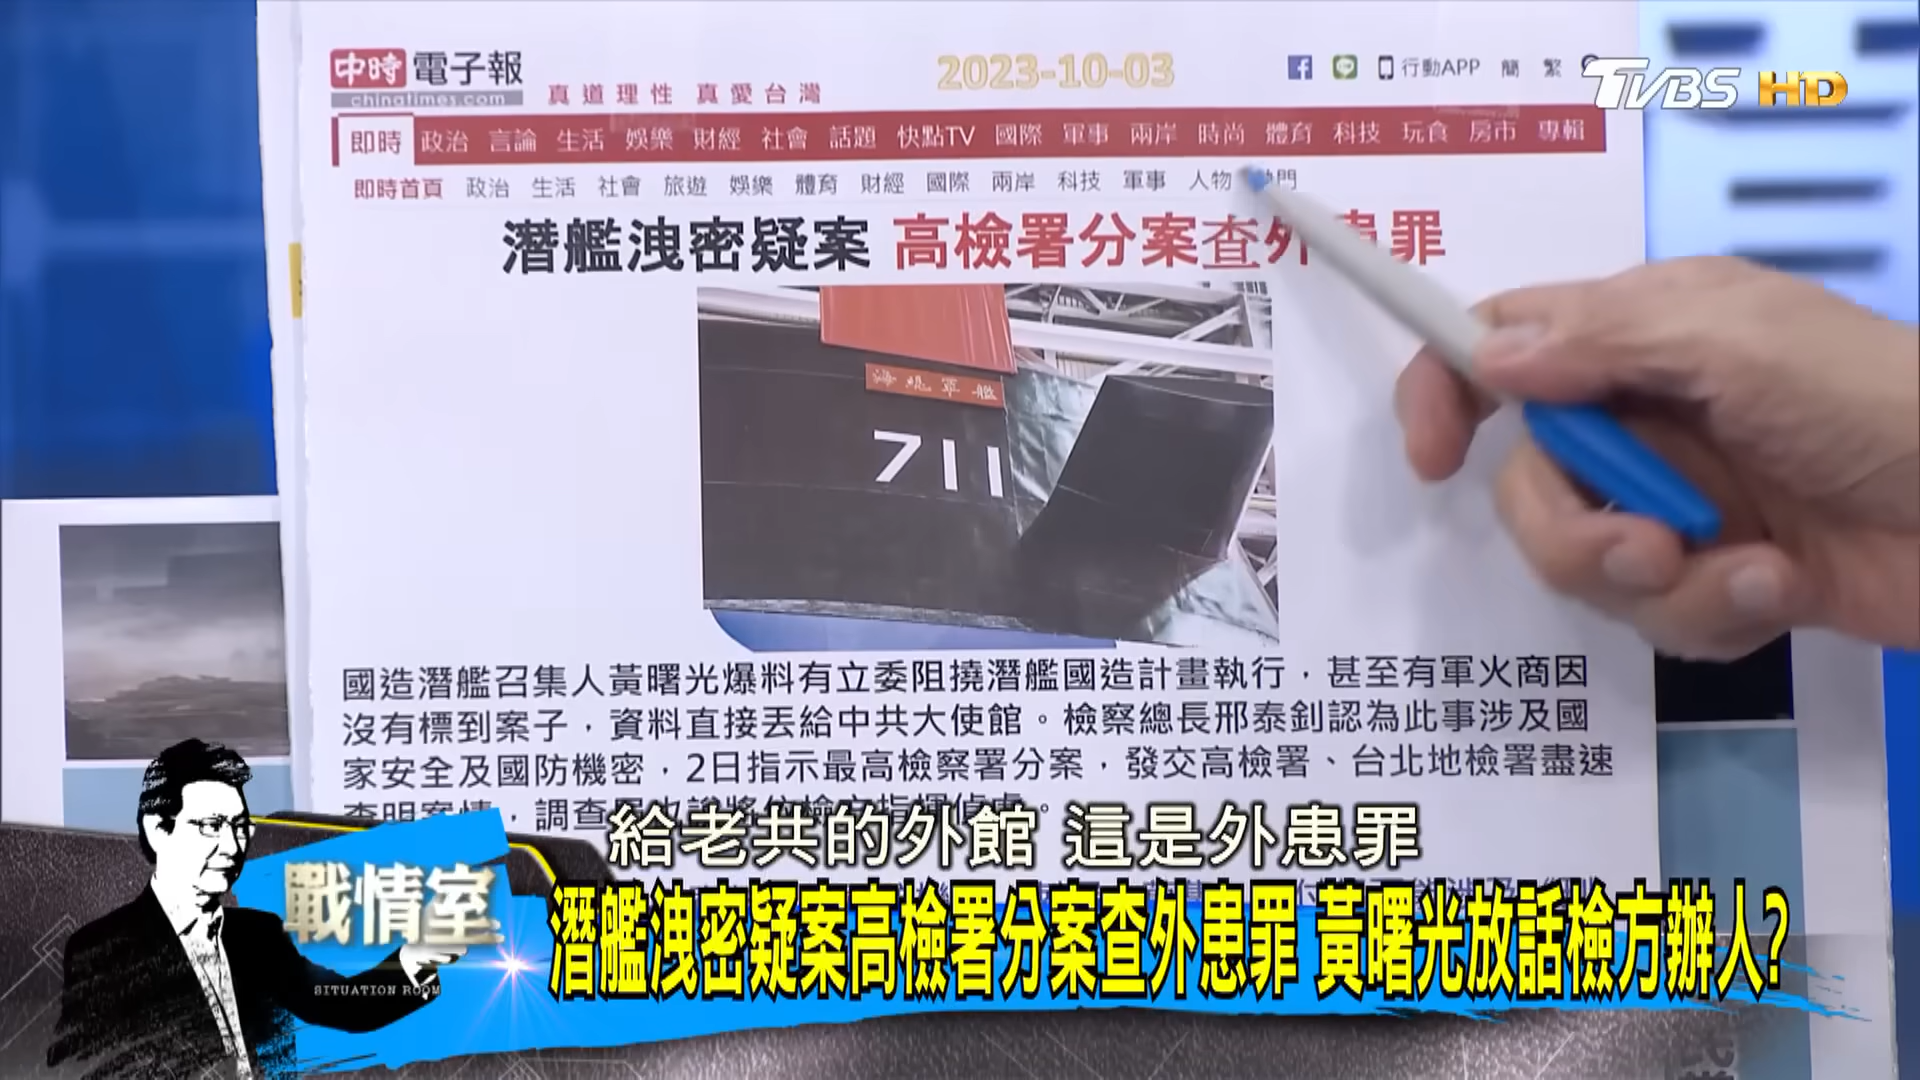 中時 電子報
chinatimes.com
真道理性 真愛台灣
2023-10-03
行動APP 簡 繁
TVBS HD
即時 政治 言論 生活 娛樂 財經 社會 話題 快點TV 國際 軍事 兩岸 時尚 體育 科技 玩食 房市 專輯
即時首頁 政治 生活 社會 旅遊 娛樂 體育 財經 國際 兩岸 科技 軍事 人物
潛艦洩密疑案 高檢署分案查外患罪
海鯤軍艦
711
國造潛艦召集人黃曙光爆料有立委阻撓潛艦國造計畫執行，甚至有軍火商因
沒有標到案子，資料直接丟給中共大使館。檢察總長邢泰釗認為此事涉及國
家安全及國防機密，2日指示最高檢察署分案，發交高檢署、台北地檢署盡速
查明案情，調查
給老共的外館 這是外患罪
戰情室
SITUATION ROOM
潛艦洩密疑案高檢署分案查外患罪 黃曙光放話檢方辦人?